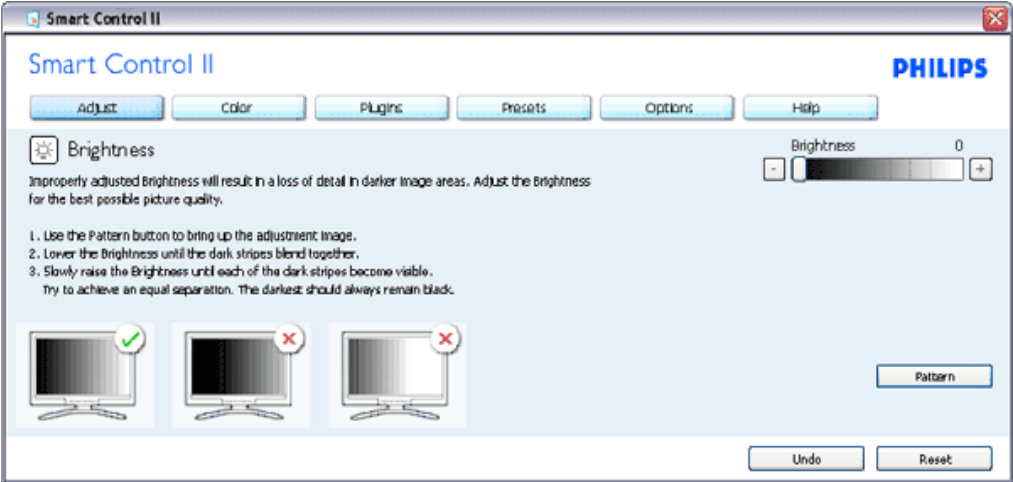 Smart Control II
Smart Control II
PHILIPS
Adjust Color Plugins Presets Options Help
Brightness
Brightness 0
Improperly adjusted Brightness will result in a loss of detail in darker image areas. Adjust the Brightness
for the best possible picture quality.
- +
1. Use the Pattern button to bring up the adjustment image.
2. Lower the Brightness until the dark stripes blend together.
3. Slowly raise the Brightness until each of the dark stripes become visible.
Try to achieve an equal separation. The darkest should always remain black.
Pattern
Undo Reset